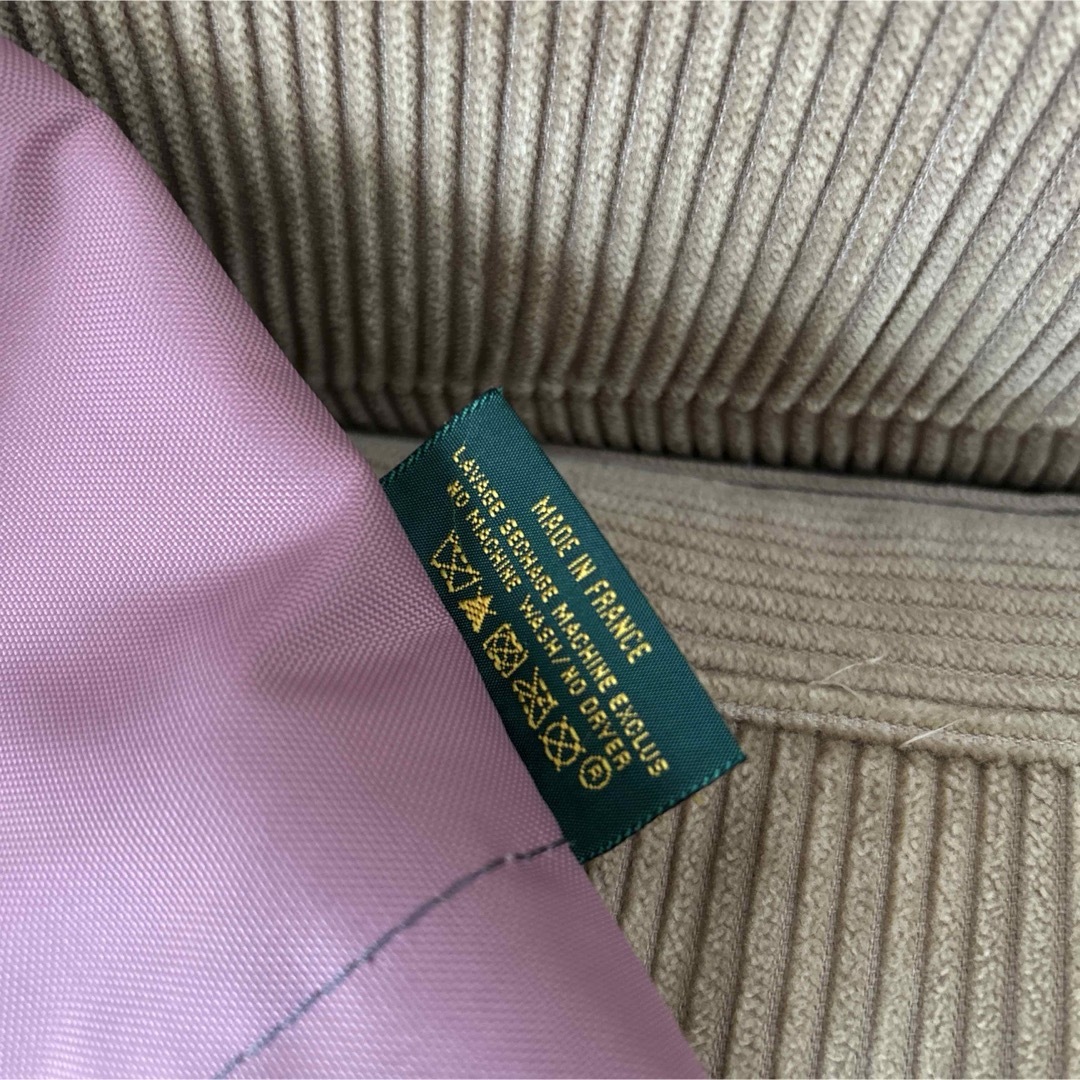 MADE IN FRANCE
LAVAGE SECHAGE MACHINE EXCLUS
NO MACHINE WASH/NO DRYER
®